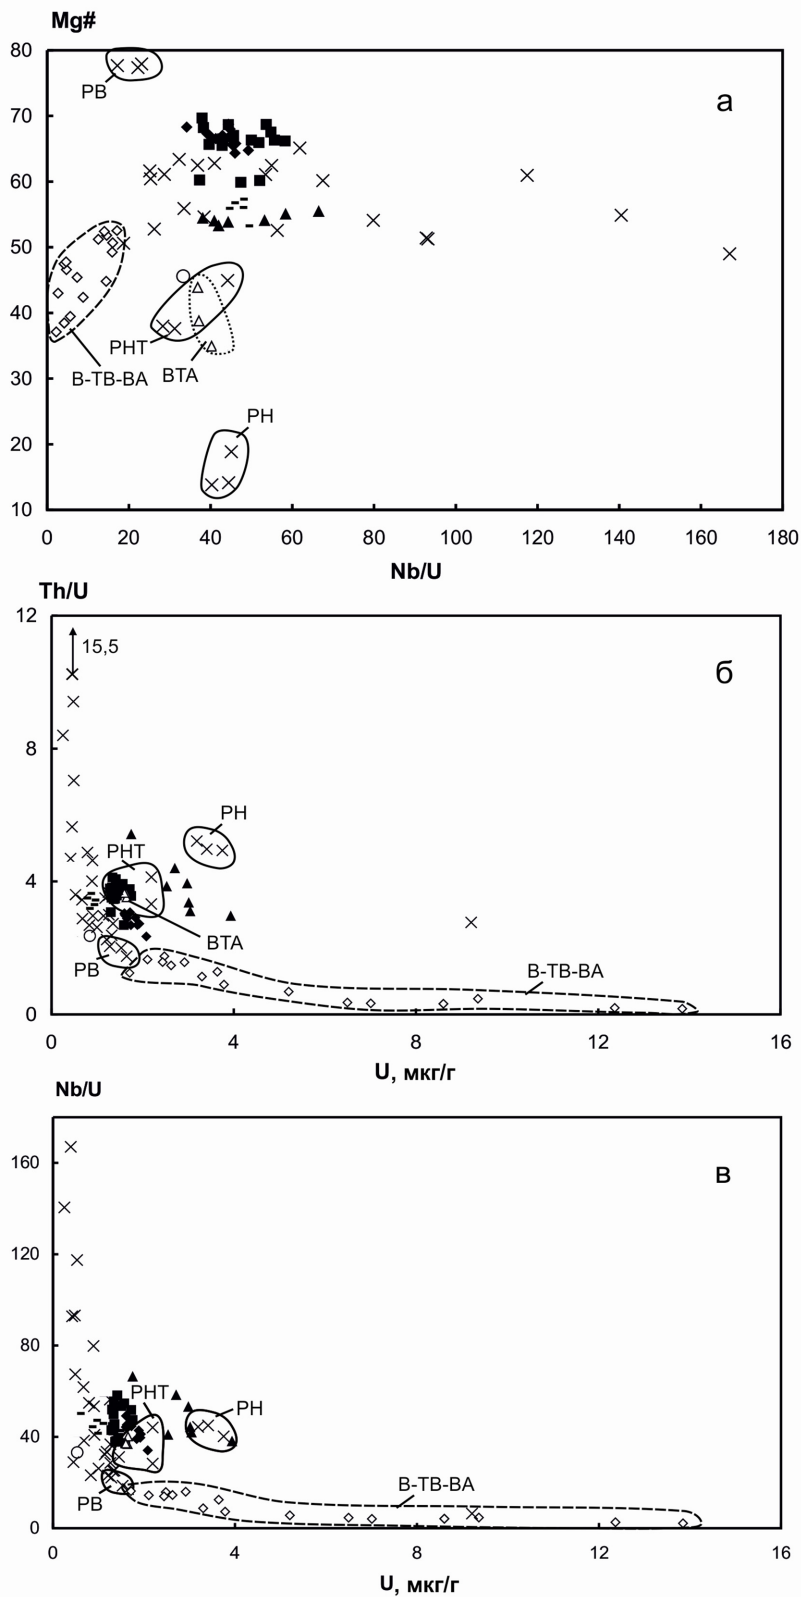 Mg#
80
PB
а
70
60
50
40
PHT
BTA
B-TB-BA
30
PH
20
10
0 20 40 60 80 100 120 140 160 180
Nb/U
Th/U
12
15,5
б
8
PH
PHT
4
BTA
PB
B-TB-BA
0
0 4 8 12 16
U, мкг/г
Nb/U
160
в
120
80
PHT
PH
40
B-TB-BA
PB
0
0 4 8 12 16
U, мкг/г